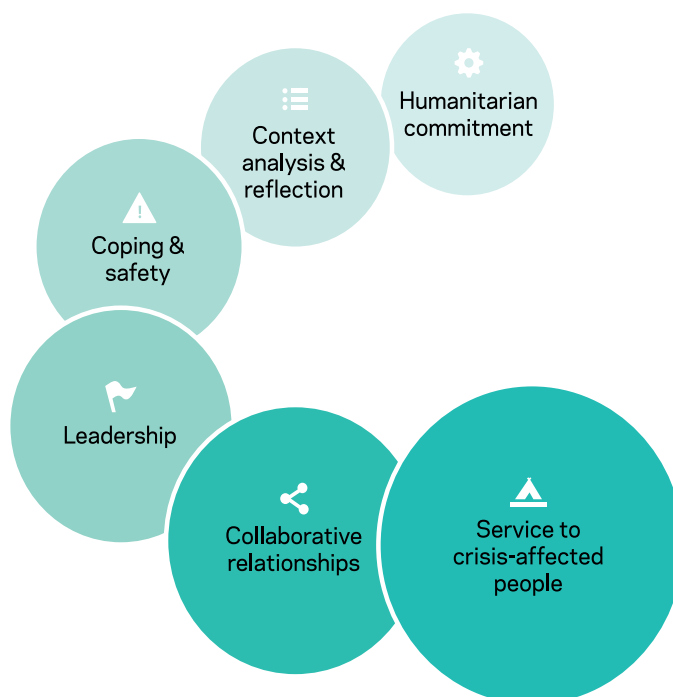 Humanitarian
commitment
Context
analysis &
reflection
Coping &
safety
Leadership
Collaborative
relationships
Service to
crisis-affected
people